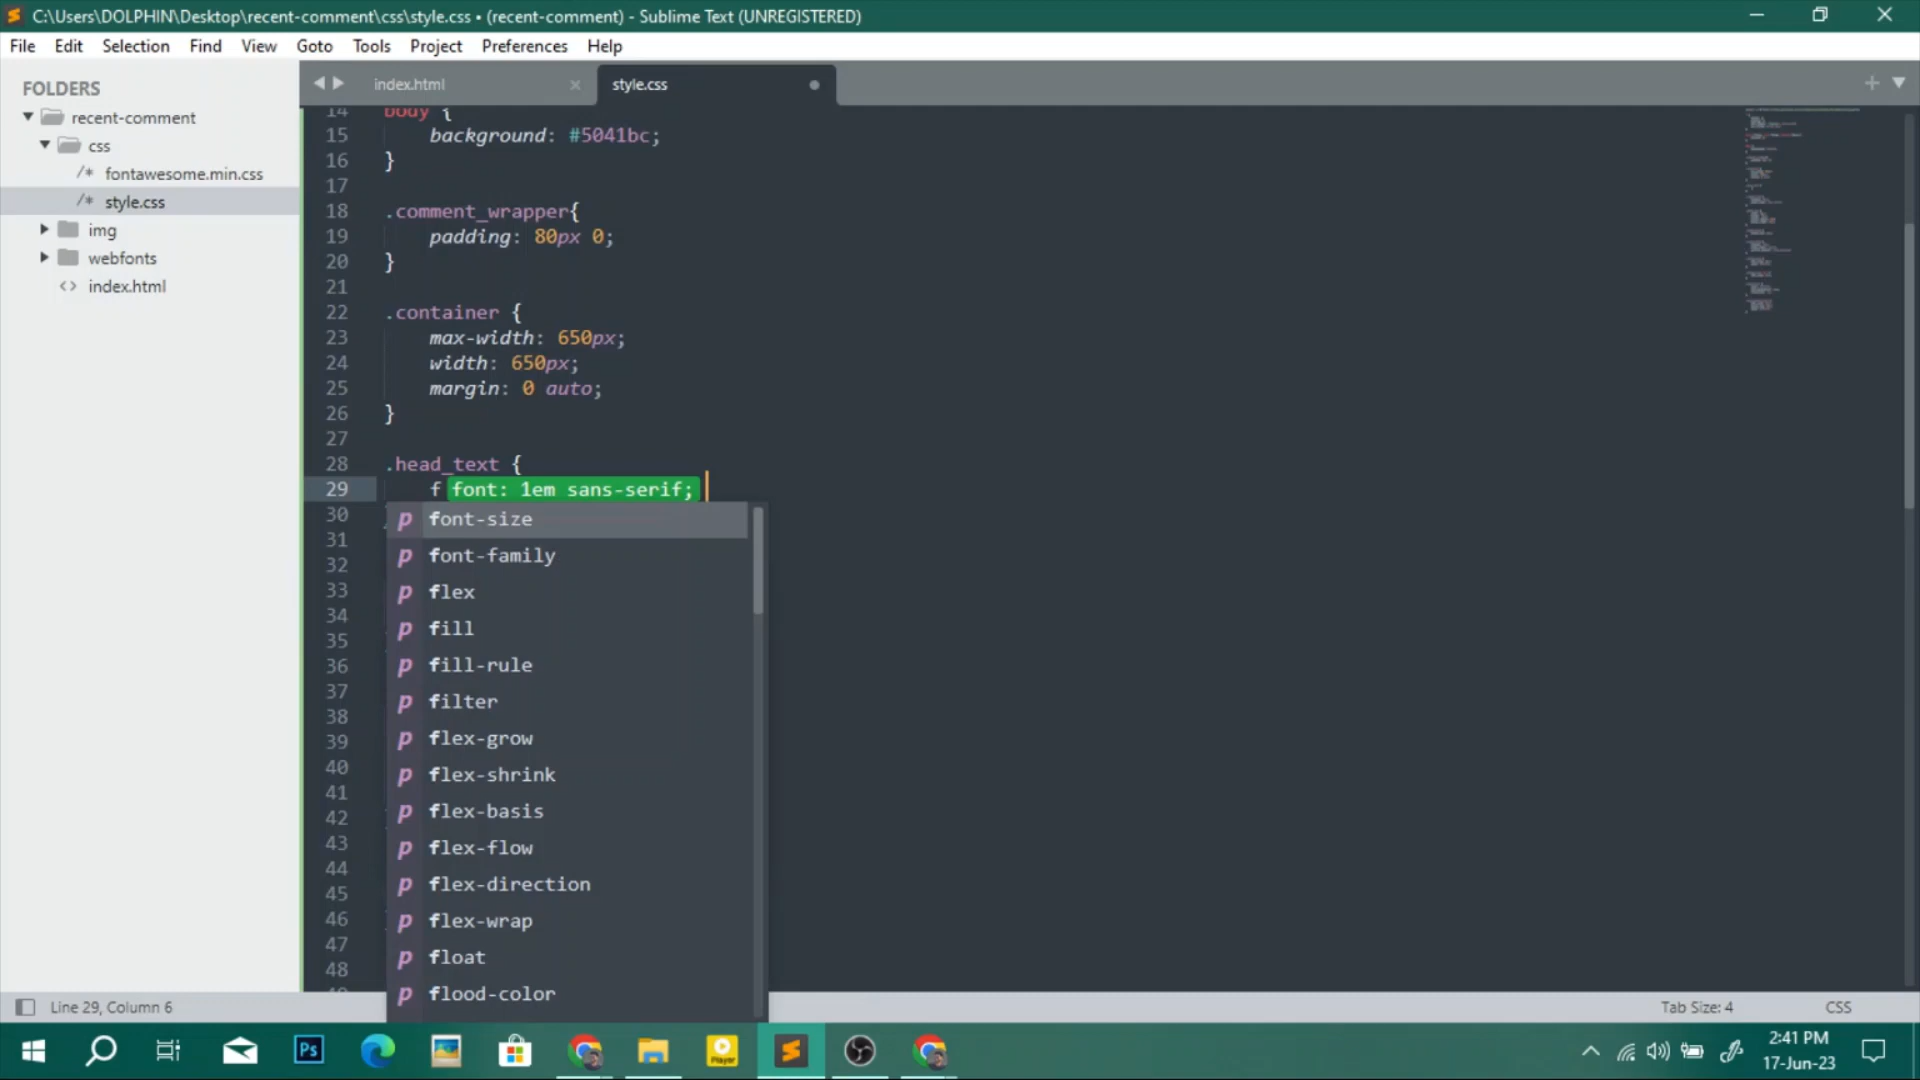 C:\Users\DOLPHIN\Desktop\recent-comment\css\style.css • (recent-comment) - Sublime Text (UNREGISTERED)
File Edit Selection Find View Goto Tools Project Preferences Help
FOLDERS
recent-comment
css
/* fontawesome.min.css
/* style.css
img
webfonts
<> index.html
index.html ×
style.css
14 body {
15 background: #5041bc;
16 }
17
18 .comment_wrapper{
19 padding: 80px 0;
20 }
21
22 .container {
23 max-width: 650px;
24 width: 650px;
25 margin: 0 auto;
26 }
27
28 .head_text {
29 f font: 1em sans-serif;
30
31
32
33
34
35
36
37
38
39
40
41
42
43
44
45
46
47
48
p font-size
p font-family
p flex
p fill
p fill-rule
p filter
p flex-grow
p flex-shrink
p flex-basis
p flex-flow
p flex-direction
p flex-wrap
p float
p flood-color
Line 29, Column 6
Tab Size: 4
CSS
Ps
Player
2:41 PM
17-Jun-23